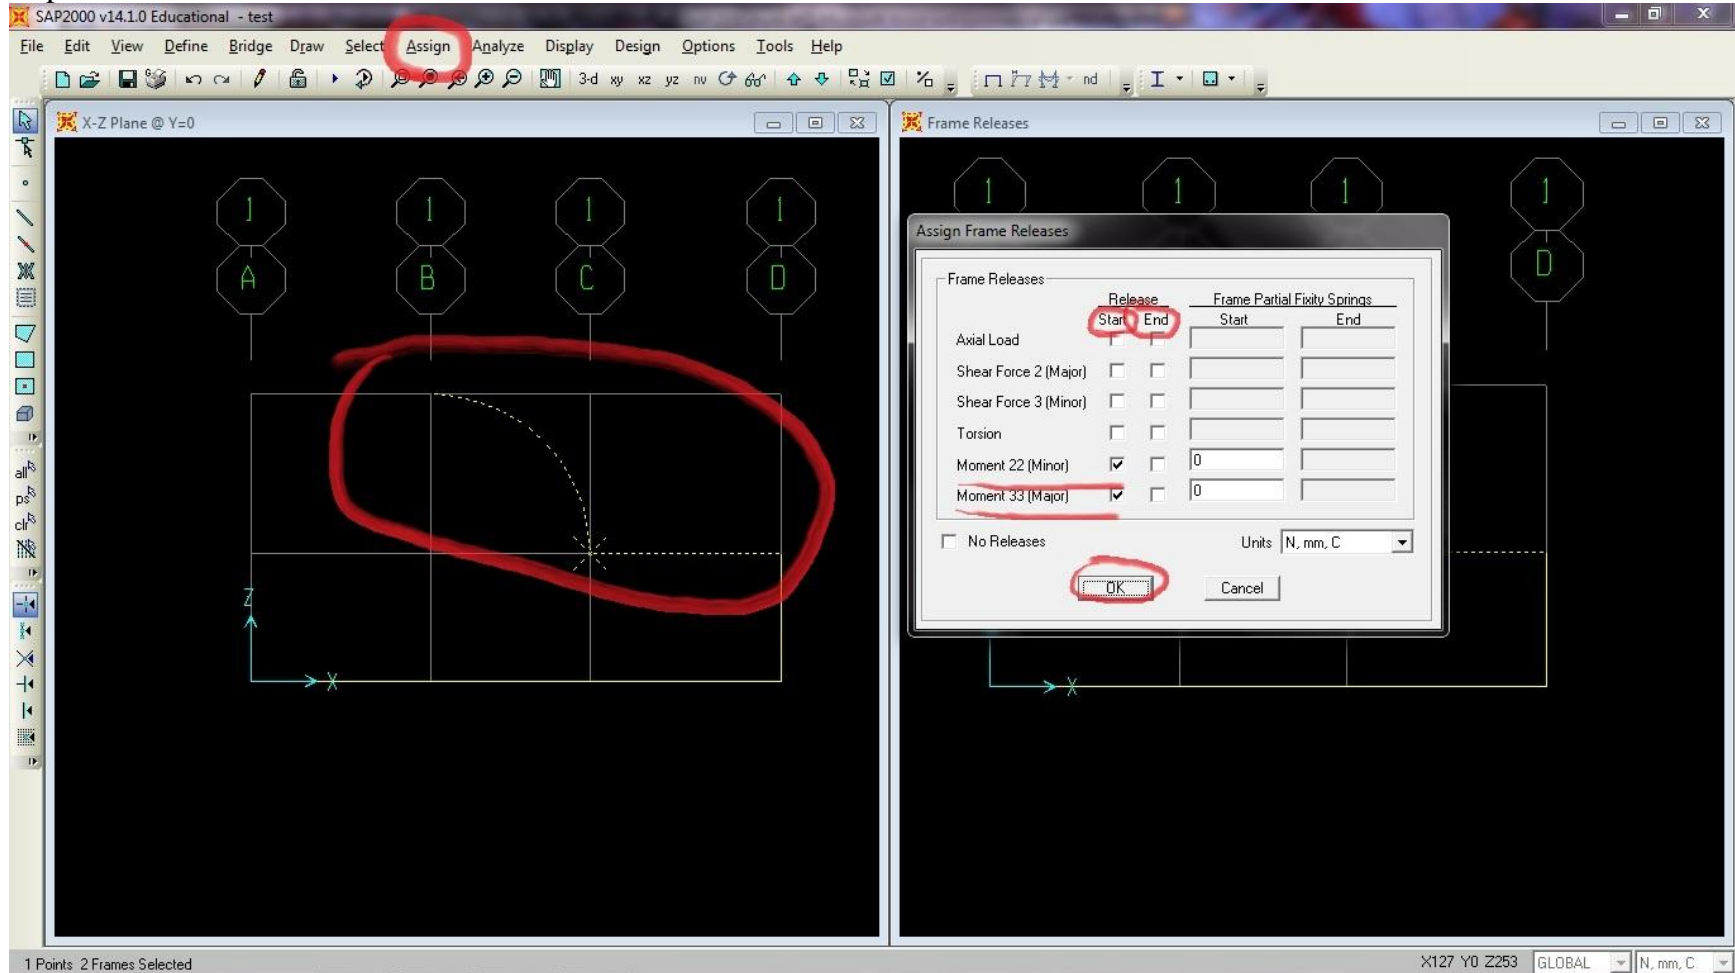 SAP2000 v14.1.0 Educational - test
File Edit View Define Bridge Draw Select Assign Analyze Display Design Options Tools Help
3-d xy xz yz nv nd
X-Z Plane @ Y=0
Frame Releases
1 1 1 1
A B C D
Z
X
all
ps
clr
1 1 1 1
D
X
Assign Frame Releases
Frame Releases
Release Frame Partial Fixity Springs
Start End Start End
Axial Load
Shear Force 2 (Major)
Shear Force 3 (Minor)
Torsion
Moment 22 (Minor) 0
Moment 33 (Major) 0
No Releases Units N, mm, C
OK Cancel
1 Points 2 Frames Selected X127 Y0 Z253 GLOBAL N, mm, C